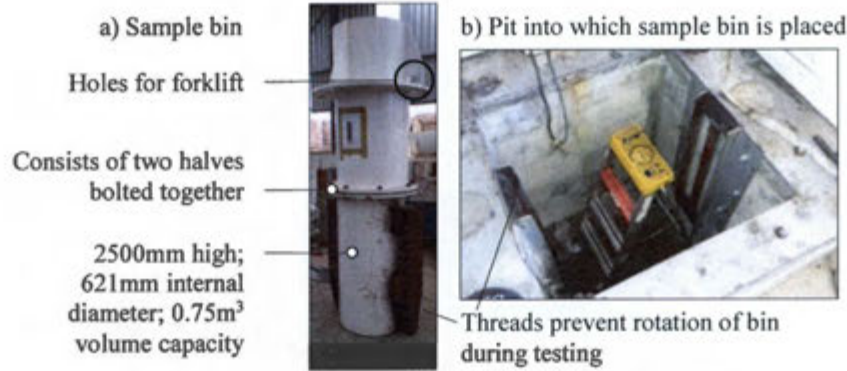 a) Sample bin
Holes for forklift
Consists of two halves
bolted together
2500mm high;
621mm internal
diameter; 0.75m³
volume capacity
b) Pit into which sample bin is placed
Threads prevent rotation of bin
during testing